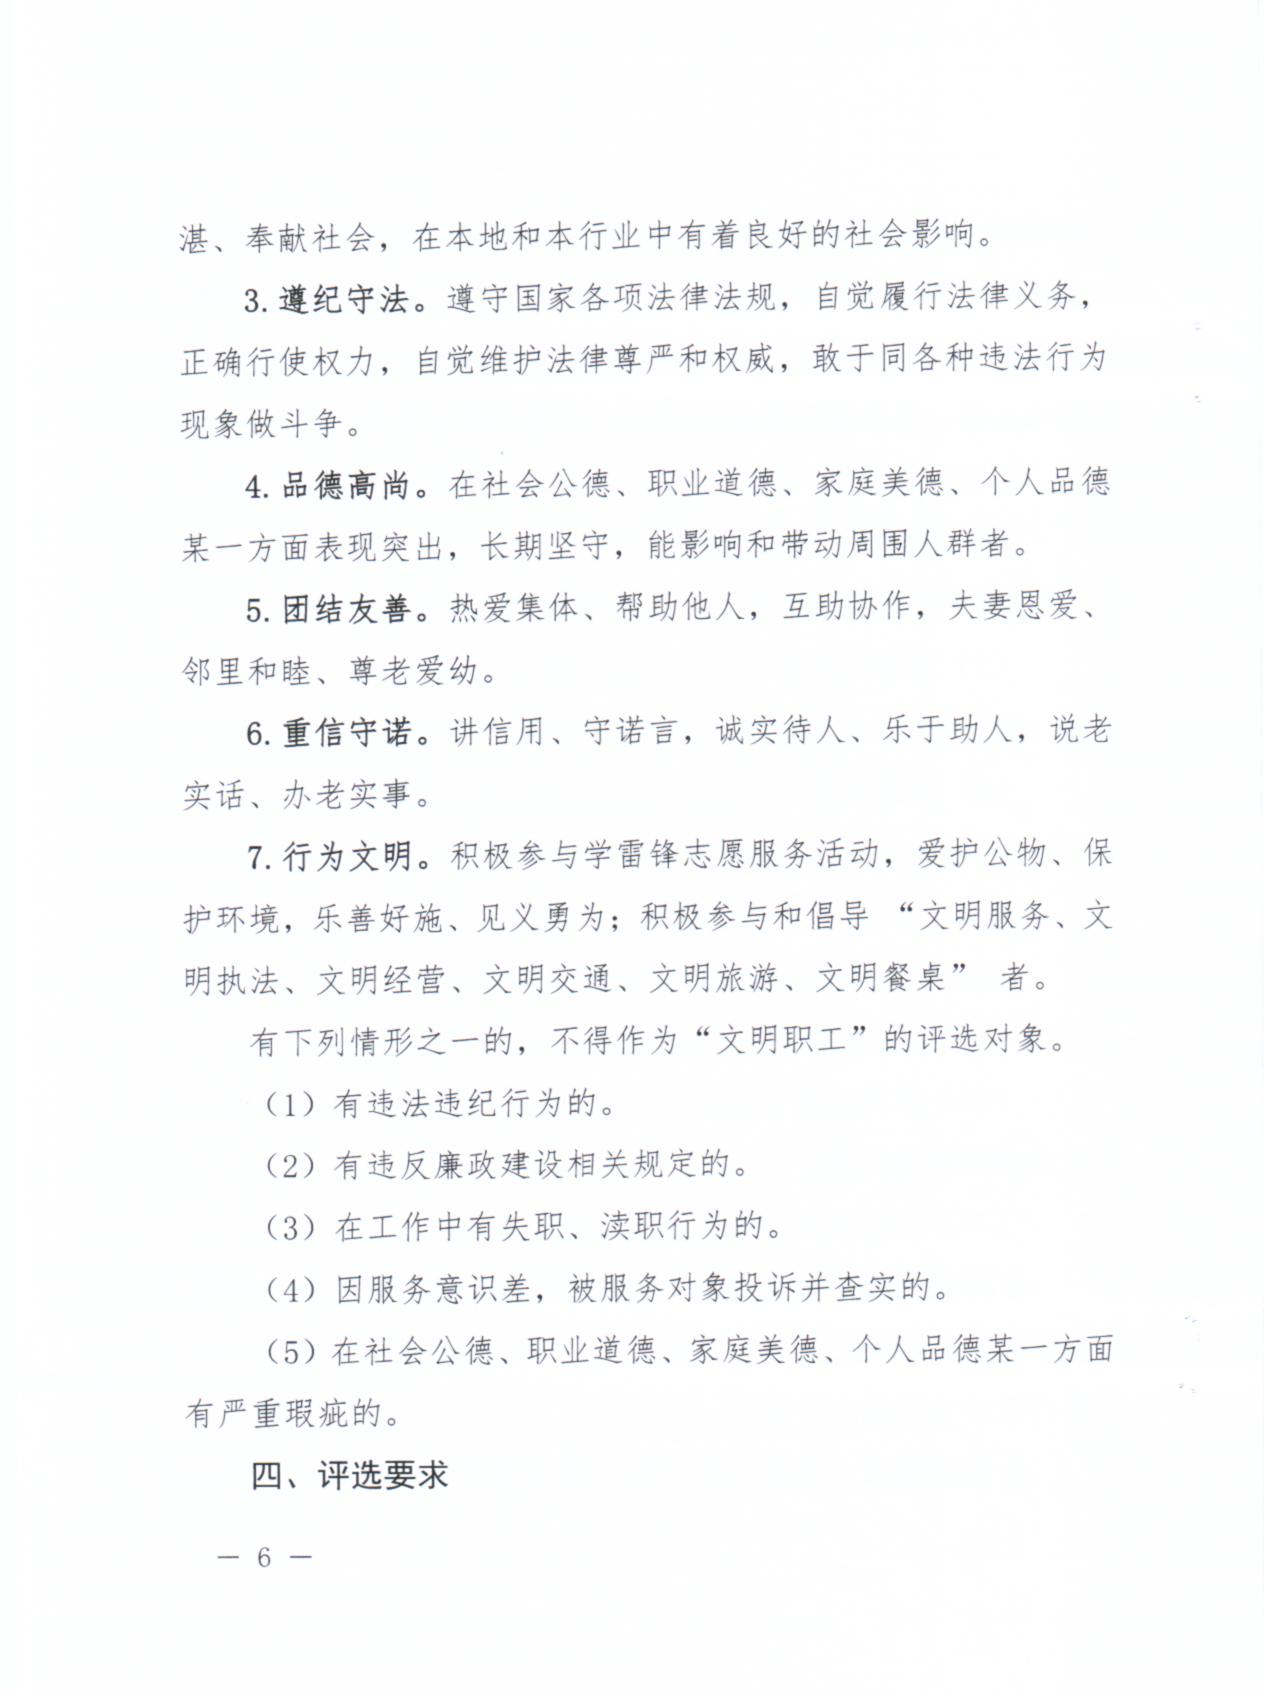 湛、奉献社会，在本地和本行业中有着良好的社会影响。
3.遵纪守法。遵守国家各项法律法规，自觉履行法律义务，
正确行使权力，自觉维护法律尊严和权威，敢于同各种违法行为
现象做斗争。
4.品德高尚。在社会公德、职业道德、家庭美德、个人品德
某一方面表现突出，长期坚守，能影响和带动周围人群者。
5.团结友善。热爱集体、帮助他人，互助协作，夫妻恩爱、
邻里和睦、尊老爱幼。
6.重信守诺。讲信用、守诺言，诚实待人、乐于助人，说老
实话、办老实事。
7.行为文明。积极参与学雷锋志愿服务活动，爱护公物、保
护环境，乐善好施、见义勇为；积极参与和倡导 “文明服务、文
明执法、文明经营、文明交通、文明旅游、文明餐桌” 者。
有下列情形之一的，不得作为“文明职工”的评选对象。
（1）有违法违纪行为的。
（2）有违反廉政建设相关规定的。
（3）在工作中有失职、渎职行为的。
（4）因服务意识差，被服务对象投诉并查实的。
（5）在社会公德、职业道德、家庭美德、个人品德某一方面
有严重瑕疵的。
四、评选要求
— 6 —